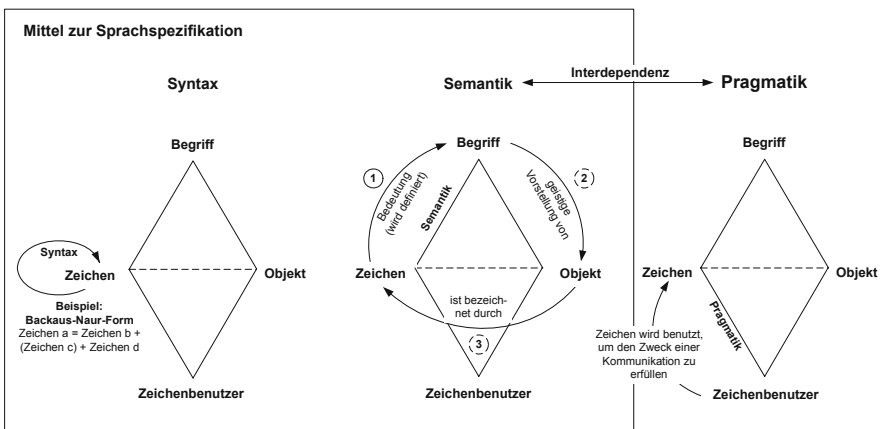 Mittel zur Sprachspezifikation
Syntax
Semantik
Interdependenz
Pragmatik
Begriff
Syntax
Zeichen
Objekt
Beispiel:
Backaus-Naur-Form
Zeichen a = Zeichen b +
(Zeichen c) + Zeichen d
Zeichenbenutzer
Begriff
1
Bedeutung
(wird definiert)
Semantik
2
geistige
Vorstellung von
Zeichen
Objekt
ist bezeich-
net durch
3
Zeichenbenutzer
Begriff
Zeichen
Objekt
Pragmatik
Zeichen wird benutzt,
um den Zweck einer
Kommunikation zu
erfüllen
Zeichenbenutzer